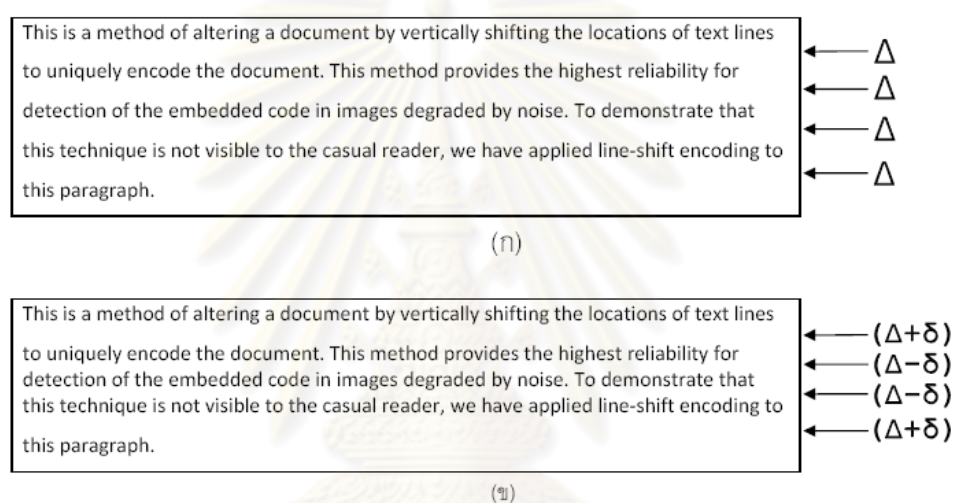 This is a method of altering a document by vertically shifting the locations of text lines
to uniquely encode the document. This method provides the highest reliability for
detection of the embedded code in images degraded by noise. To demonstrate that
this technique is not visible to the casual reader, we have applied line-shift encoding to
this paragraph.
Δ
Δ
Δ
Δ
(ก)
This is a method of altering a document by vertically shifting the locations of text lines
to uniquely encode the document. This method provides the highest reliability for
detection of the embedded code in images degraded by noise. To demonstrate that
this technique is not visible to the casual reader, we have applied line-shift encoding to
this paragraph.
(Δ+δ)
(Δ−δ)
(Δ−δ)
(Δ+δ)
(ข)